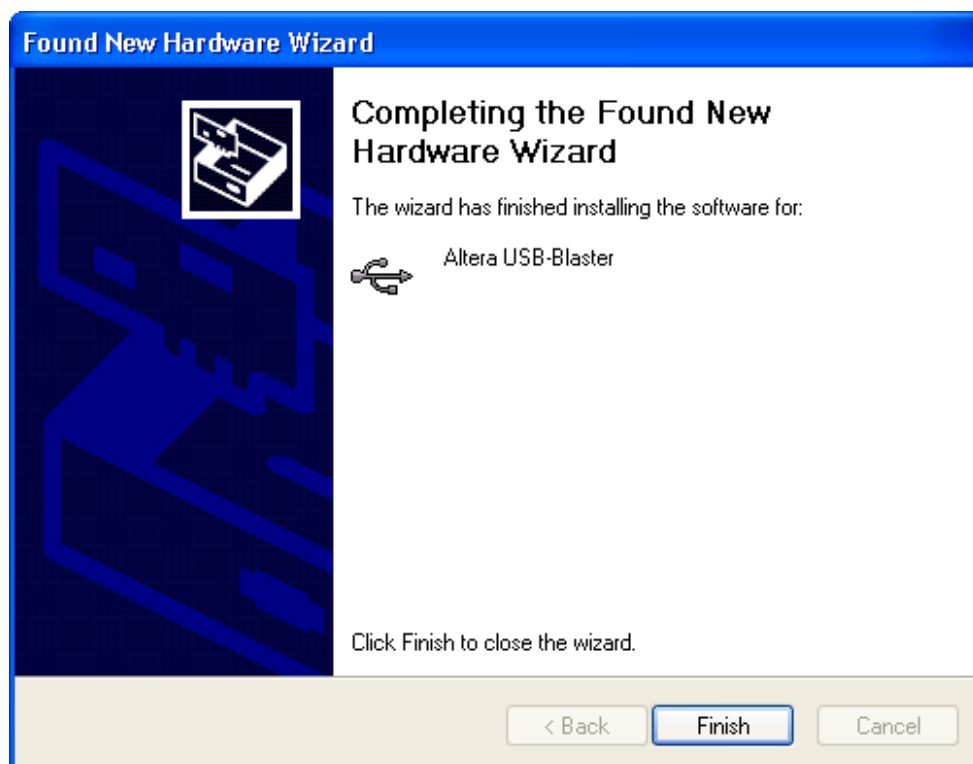 Found New Hardware Wizard
Completing the Found New
Hardware Wizard
The wizard has finished installing the software for:
Altera USB-Blaster
Click Finish to close the wizard.
< Back
Finish
Cancel